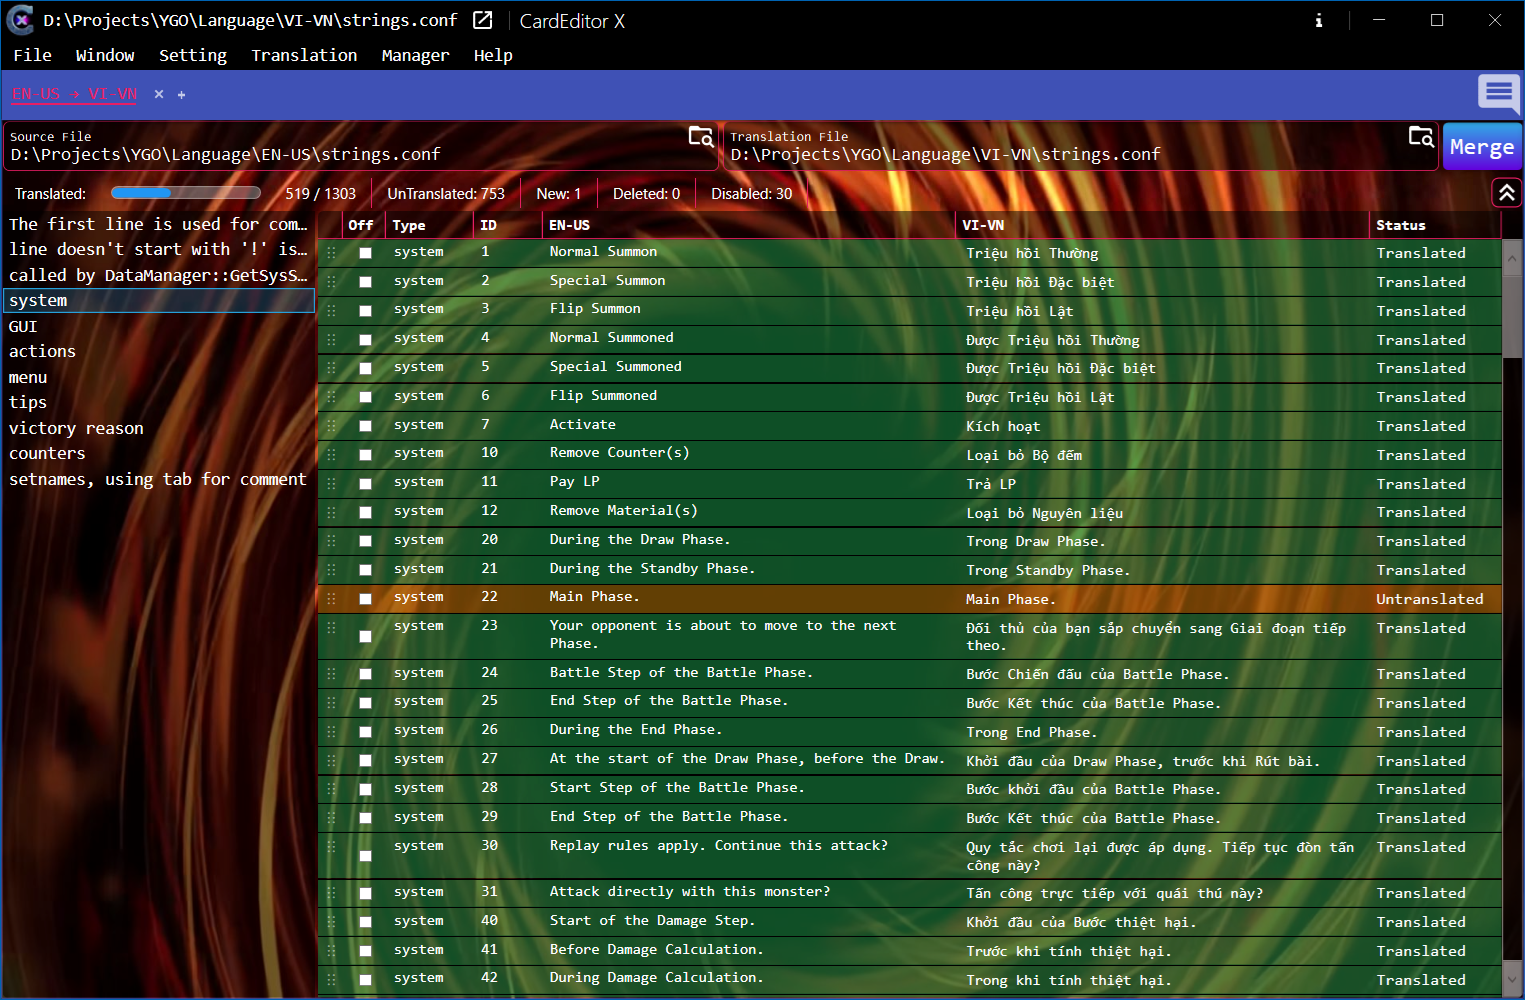 D:\Projects\YGO\Language\VI-VN\strings.conf CardEditor X
File Window Setting Translation Manager Help
EN-US → VI-VN × +
Source File
D:\Projects\YGO\Language\EN-US\strings.conf
Translation File
D:\Projects\YGO\Language\VI-VN\strings.conf
Merge
Translated: 519 / 1303 UnTranslated: 753 New: 1 Deleted: 0 Disabled: 30
The first line is used for com…
line doesn't start with '!' is…
called by DataManager::GetSysS…
system
GUI
actions
menu
tips
victory reason
counters
setnames, using tab for comment
Off Type ID EN-US VI-VN Status
system 1 Normal Summon Triệu hồi Thường Translated
system 2 Special Summon Triệu hồi Đặc biệt Translated
system 3 Flip Summon Triệu hồi Lật Translated
system 4 Normal Summoned Được Triệu hồi Thường Translated
system 5 Special Summoned Được Triệu hồi Đặc biệt Translated
system 6 Flip Summoned Được Triệu hồi Lật Translated
system 7 Activate Kích hoạt Translated
system 10 Remove Counter(s) Loại bỏ Bộ đếm Translated
system 11 Pay LP Trả LP Translated
system 12 Remove Material(s) Loại bỏ Nguyên liệu Translated
system 20 During the Draw Phase. Trong Draw Phase. Translated
system 21 During the Standby Phase. Trong Standby Phase. Translated
system 22 Main Phase. Main Phase. Untranslated
system 23 Your opponent is about to move to the next Phase. Đối thủ của bạn sắp chuyển sang Giai đoạn tiếp theo. Translated
system 24 Battle Step of the Battle Phase. Bước Chiến đấu của Battle Phase. Translated
system 25 End Step of the Battle Phase. Bước Kết thúc của Battle Phase. Translated
system 26 During the End Phase. Trong End Phase. Translated
system 27 At the start of the Draw Phase, before the Draw. Khởi đầu của Draw Phase, trước khi Rút bài. Translated
system 28 Start Step of the Battle Phase. Bước khởi đầu của Battle Phase. Translated
system 29 End Step of the Battle Phase. Bước Kết thúc của Battle Phase. Translated
system 30 Replay rules apply. Continue this attack? Quy tắc chơi lại được áp dụng. Tiếp tục đòn tấn công này? Translated
system 31 Attack directly with this monster? Tấn công trực tiếp với quái thú này? Translated
system 40 Start of the Damage Step. Khởi đầu của Bước thiệt hại. Translated
system 41 Before Damage Calculation. Trước khi tính thiệt hại. Translated
system 42 During Damage Calculation. Trong khi tính thiệt hại. Translated